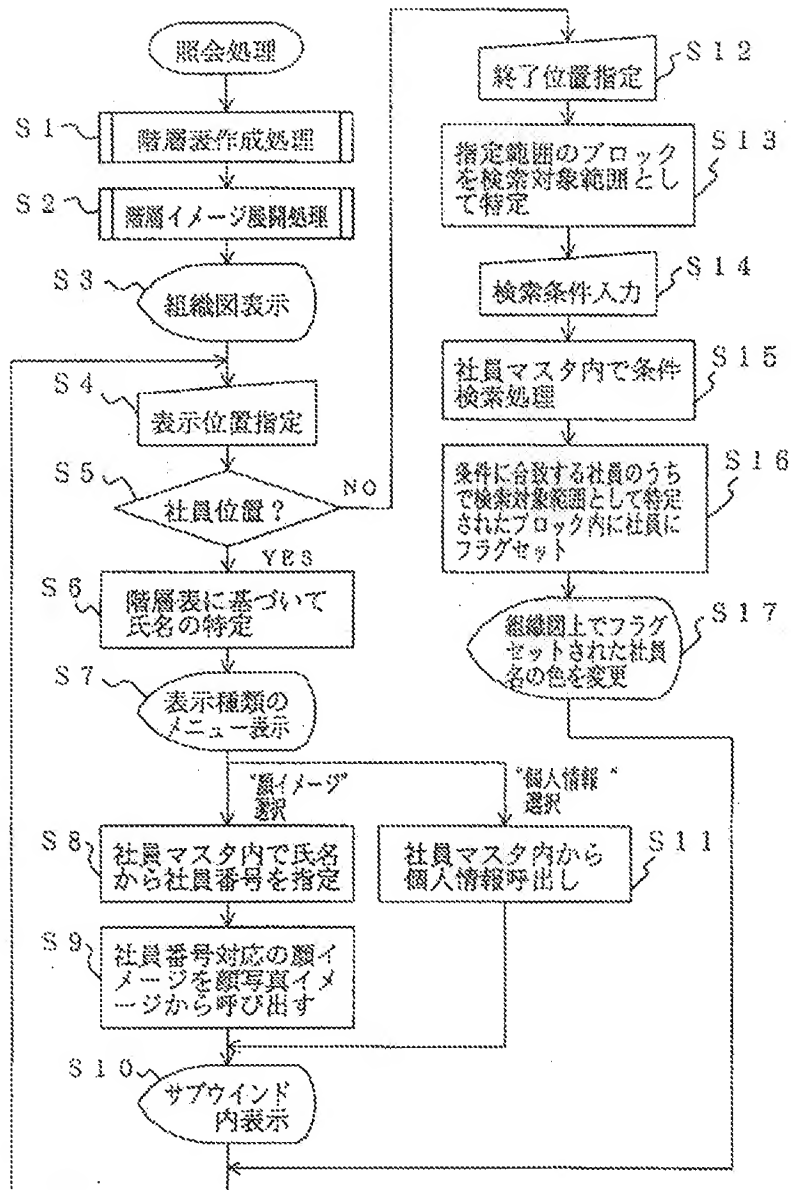 照会処理
S1
階層表作成処理
S2
階層イメージ展開処理
S3
組織図表示
S4
表示位置指定
S5
社員位置?
NO
YES
S6
階層表に基づいて
氏名の特定
S7
表示種類の
メニュー表示
"顔イメージ"
選択
"個人情報"
選択
S8
社員マスタ内で氏名
から社員番号を指定
S11
社員マスタ内から
個人情報呼出し
S9
社員番号対応の顔イ
メージを顔写真イメ
ージから呼び出す
S10
サブウインド
内表示
S12
終了位置指定
S13
指定範囲のブロック
を検索対象範囲とし
て特定
S14
検索条件入力
S15
社員マスタ内で条件
検索処理
S16
条件に合致する社員のうち
で検索対象範囲として特定
されたブロック内に社員に
フラグセット
S17
組織図上でフラグ
セットされた社員
名の色を変更